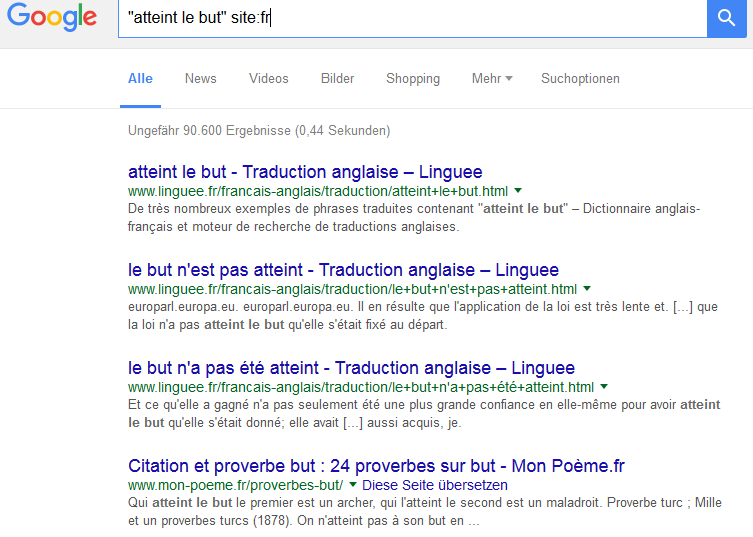 Google "atteint le but" site:fr
Alle News Videos Bilder Shopping Mehr Suchoptionen
Ungefähr 90.600 Ergebnisse (0,44 Sekunden)
atteint le but - Traduction anglaise – Linguee
www.linguee.fr/francais-anglais/traduction/atteint+le+but.html
De très nombreux exemples de phrases traduites contenant "atteint le but" – Dictionnaire anglais-
français et moteur de recherche de traductions anglaises.
le but n'est pas atteint - Traduction anglaise – Linguee
www.linguee.fr/francais-anglais/traduction/le+but+n'est+pas+atteint.html
europarl.europa.eu. europarl.europa.eu. Il en résulte que l'application de la loi est très lente et. [...] que
la loi n'a pas atteint le but qu'elle s'était fixé au départ.
le but n'a pas été atteint - Traduction anglaise – Linguee
www.linguee.fr/francais-anglais/traduction/le+but+n'a+pas+été+atteint.html
Et ce qu'elle a gagné n'a pas seulement été une plus grande confiance en elle-même pour avoir atteint
le but qu'elle s'était donné; elle avait [...] aussi acquis, je.
Citation et proverbe but : 24 proverbes sur but - Mon Poème.fr
www.mon-poeme.fr/proverbes-but/ Diese Seite übersetzen
Qui atteint le but le premier est un archer, qui l'atteint le second est un maladroit. Proverbe turc ; Mille
et un proverbes turcs (1878). On n'atteint pas à son but en ...